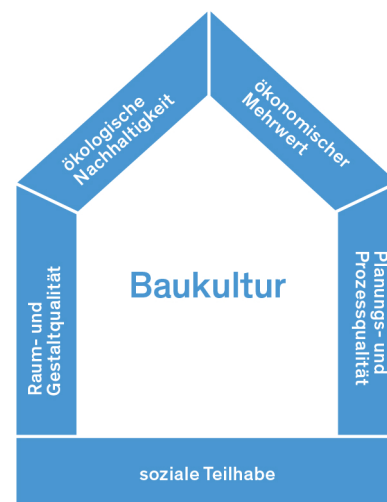 ökologische
Nachhaltigkeit
ökonomischer
Mehrwert
Raum- und
Gestaltqualität
Baukultur
Planungs- und
Prozessqualität
soziale Teilhabe